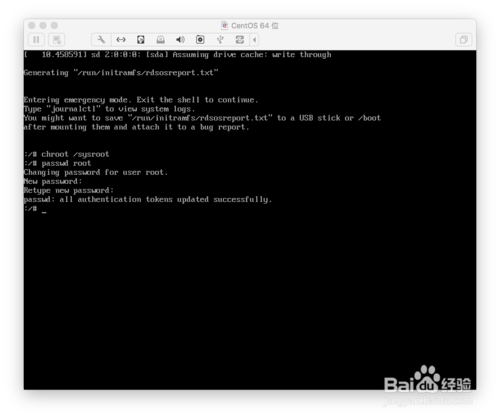 CentOS 64 位
[   10.458591] sd 2:0:0:0: [sda] Assuming drive cache: write through
Generating "/run/initramfs/rdsosreport.txt"
Entering emergency mode. Exit the shell to continue.
Type "journalctl" to view system logs.
You might want to save "/run/initramfs/rdsosreport.txt" to a USB stick or /boot
after mounting them and attach it to a bug report.
:/# chroot /sysroot
:/# passwd root
Changing password for user root.
New password:
Retype new password:
passwd: all authentication tokens updated successfully.
:/# _
Baidu 经验